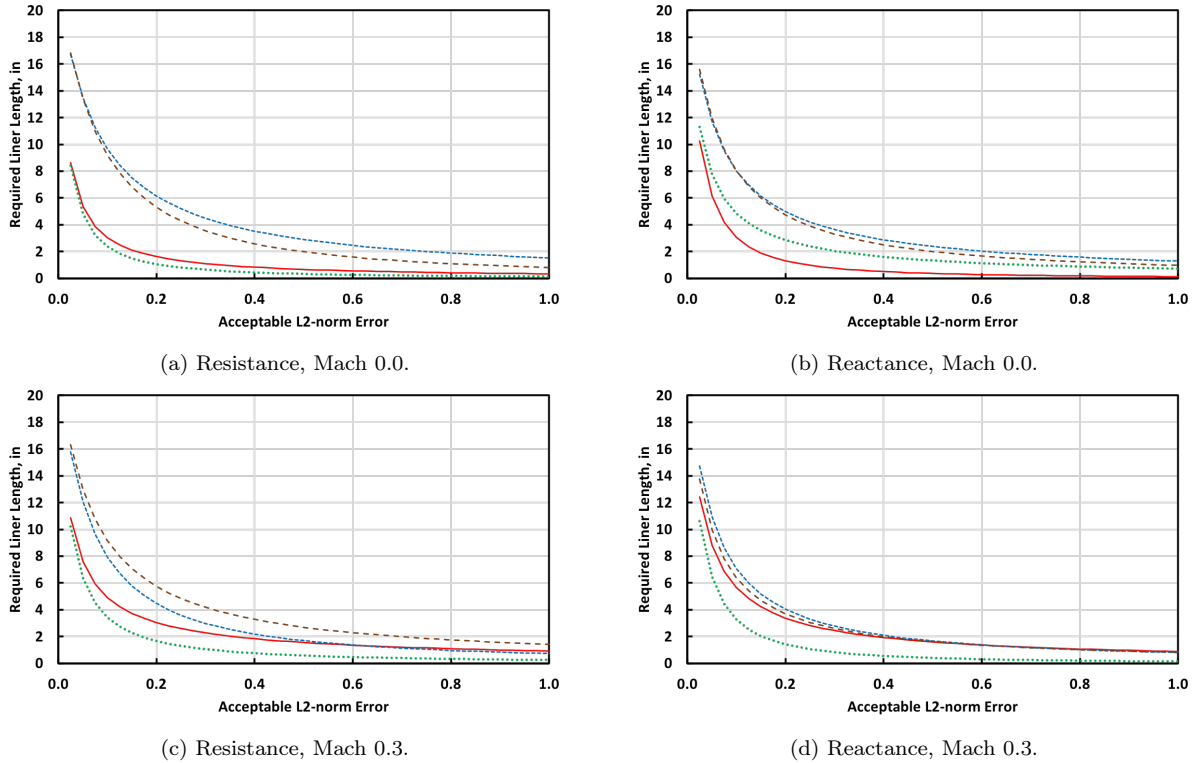 20
18
16
14
12
10
8
6
4
2
0
Required Liner Length, in
0.0 0.2 0.4 0.6 0.8 1.0
Acceptable L2-norm Error
(a) Resistance, Mach 0.0.
20
18
16
14
12
10
8
6
4
2
0
Required Liner Length, in
0.0 0.2 0.4 0.6 0.8 1.0
Acceptable L2-norm Error
(b) Reactance, Mach 0.0.
20
18
16
14
12
10
8
6
4
2
0
Required Liner Length, in
0.0 0.2 0.4 0.6 0.8 1.0
Acceptable L2-norm Error
(c) Resistance, Mach 0.3.
20
18
16
14
12
10
8
6
4
2
0
Required Liner Length, in
0.0 0.2 0.4 0.6 0.8 1.0
Acceptable L2-norm Error
(d) Reactance, Mach 0.3.